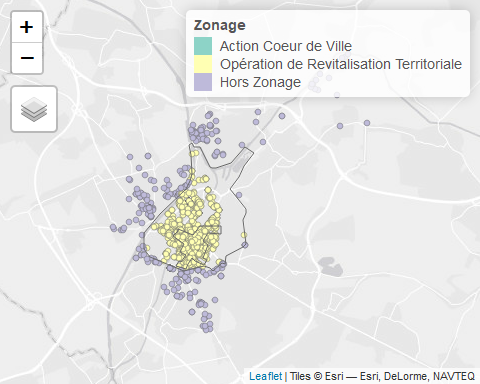 +
−
Zonage
Action Coeur de Ville
Opération de Revitalisation Territoriale
Hors Zonage
Leaflet | Tiles © Esri — Esri, DeLorme, NAVTEQ